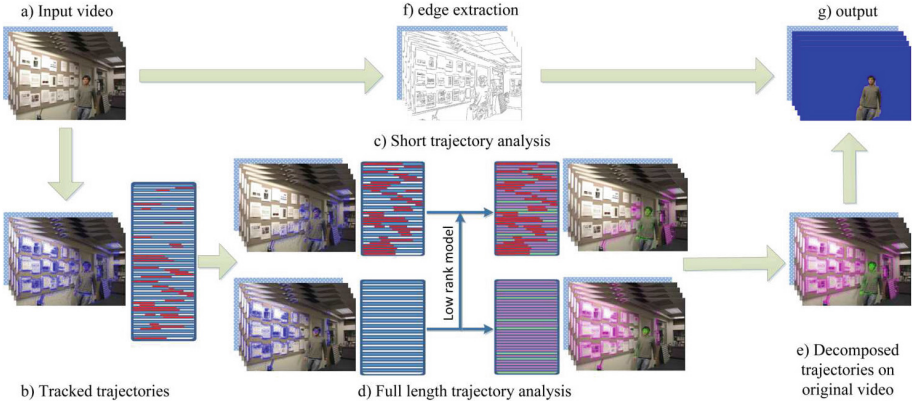 a) Input video
f) edge extraction
g) output
c) Short trajectory analysis
Low rank model
b) Tracked trajectories
d) Full length trajectory analysis
e) Decomposed
trajectories on
original video